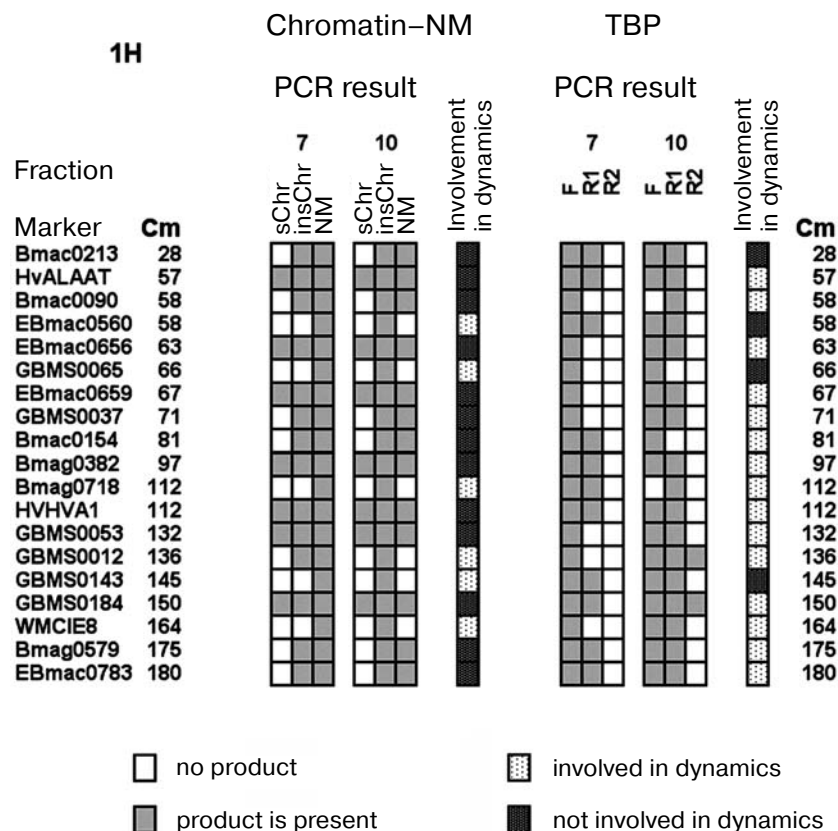 Chromatin–NM TBP
1H
PCR result PCR result
7 10 7 10
Fraction
sChr insChr NM sChr insChr NM Involvement in dynamics F R1 R2 F R1 R2 Involvement in dynamics
Marker Cm Cm
Bmac0213 28 28
HvALAAT 57 57
Bmac0090 58 58
EBmac0560 58 58
EBmac0656 63 63
GBMS0065 66 66
EBmac0659 67 67
GBMS0037 71 71
Bmac0154 81 81
Bmag0382 97 97
Bmag0718 112 112
HVHVA1 112 112
GBMS0053 132 132
GBMS0012 136 136
GBMS0143 145 145
GBMS0184 150 150
WMCIE8 164 164
Bmag0579 175 175
EBmac0783 180 180
no product involved in dynamics
product is present not involved in dynamics